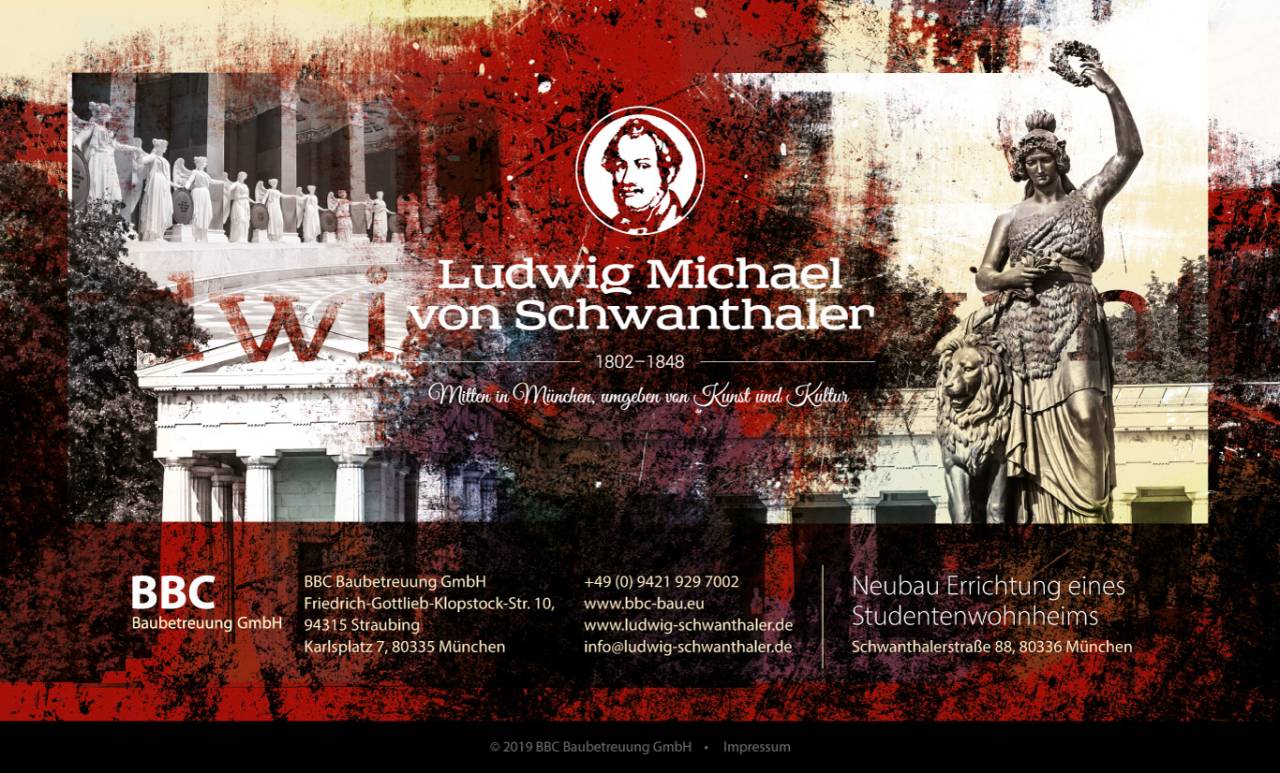 Ludwig Michael
von Schwanthaler
1802–1848
Mitten in München, umgeben von Kunst und Kultur
wi
BBC
Baubetreuung GmbH
BBC Baubetreuung GmbH
Friedrich-Gottlieb-Klopstock-Str. 10,
94315 Straubing
Karlsplatz 7, 80335 München
+49 (0) 9421 929 7002
www.bbc-bau.eu
www.ludwig-schwanthaler.de
info@ludwig-schwanthaler.de
Neubau Errichtung eines
Studentenwohnheims
Schwanthalerstraße 88, 80336 München
© 2019 BBC Baubetreuung GmbH • Impressum